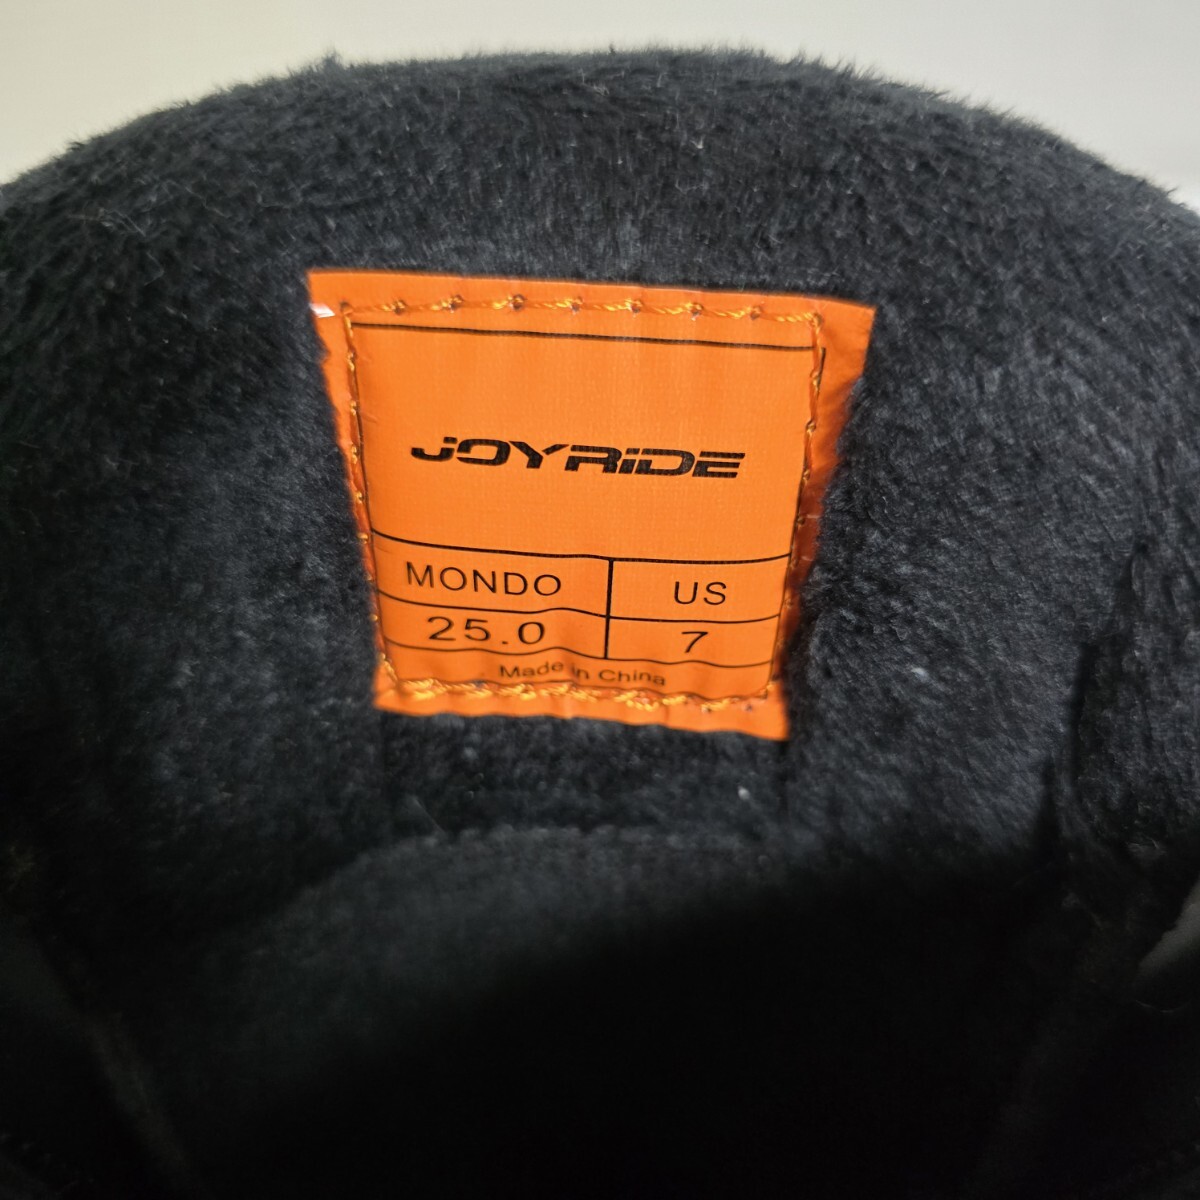 JOYRIDE
MONDO US
25.0 7
Made in China